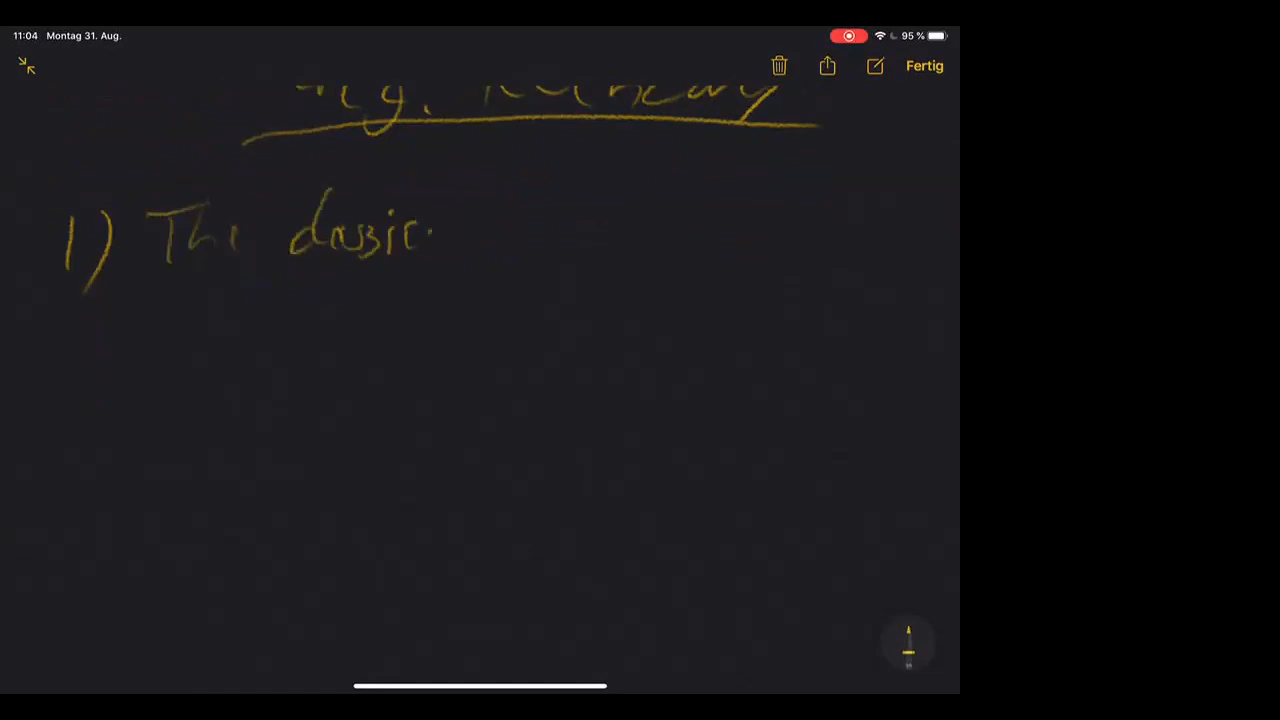 11:04 Montag 31. Aug. 95 %
Fertig
1) The classic